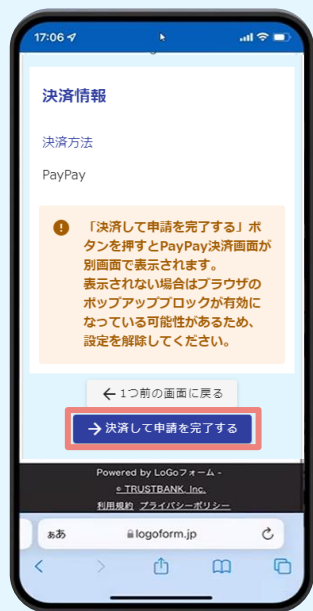 17:06
決済情報
決済方法
PayPay
「決済して申請を完了する」ボ
タンを押すとPayPay決済画面が
別画面で表示されます。
表示されない場合はブラウザの
ポップアップブロックが有効に
なっている可能性があるため、
設定を解除してください。
←1つ前の画面に戻る
→決済して申請を完了する
Powered by LoGoフォーム -
© TRUSTBANK, Inc.
利用規約 プライバシーポリシー
ぁあ logoform.jp